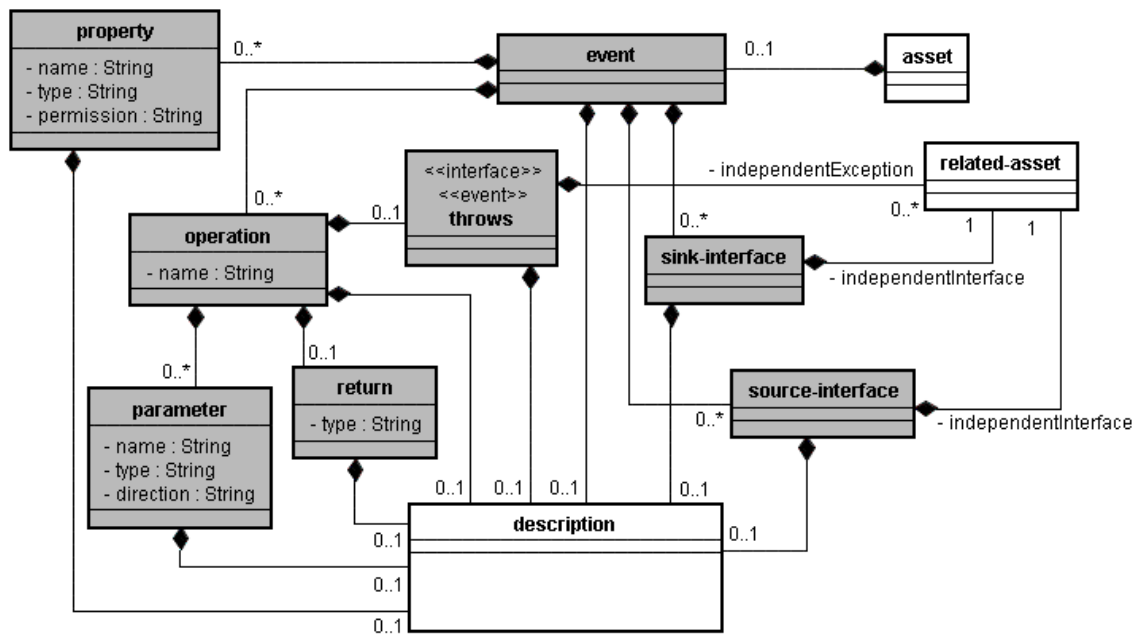 property
- name : String
- type : String
- permission : String
0..*
event
0..1
asset
<<interface>>
<<event>>
throws
- independentException
related-asset
0..*
1
1
0..*
operation
- name : String
0..1
0..*
sink-interface
- independentInterface
0..*
0..1
parameter
- name : String
- type : String
- direction : String
return
- type : String
source-interface
0..*
- independentInterface
0..1
0..1
0..1
0..1
description
0..1
0..1
0..1
0..1